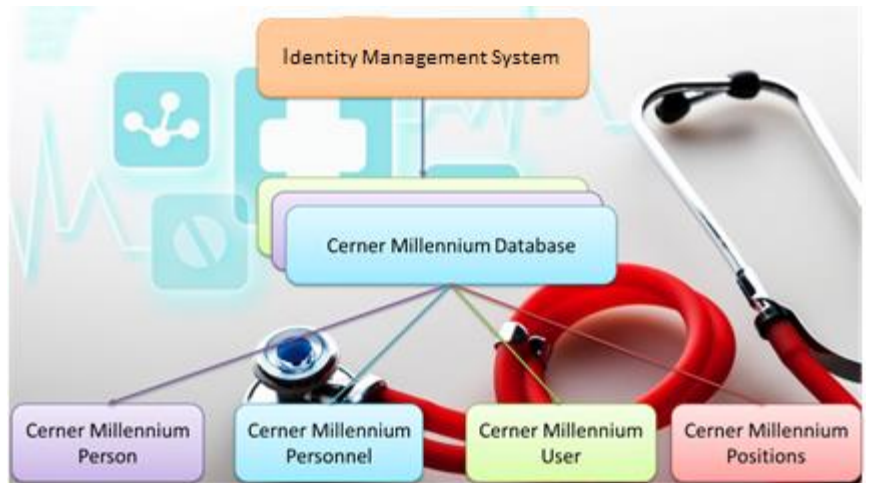 Identity Management System
Cerner Millennium Database
Cerner Millennium
Person
Cerner Millennium
Personnel
Cerner Millennium
User
Cerner Millennium
Positions